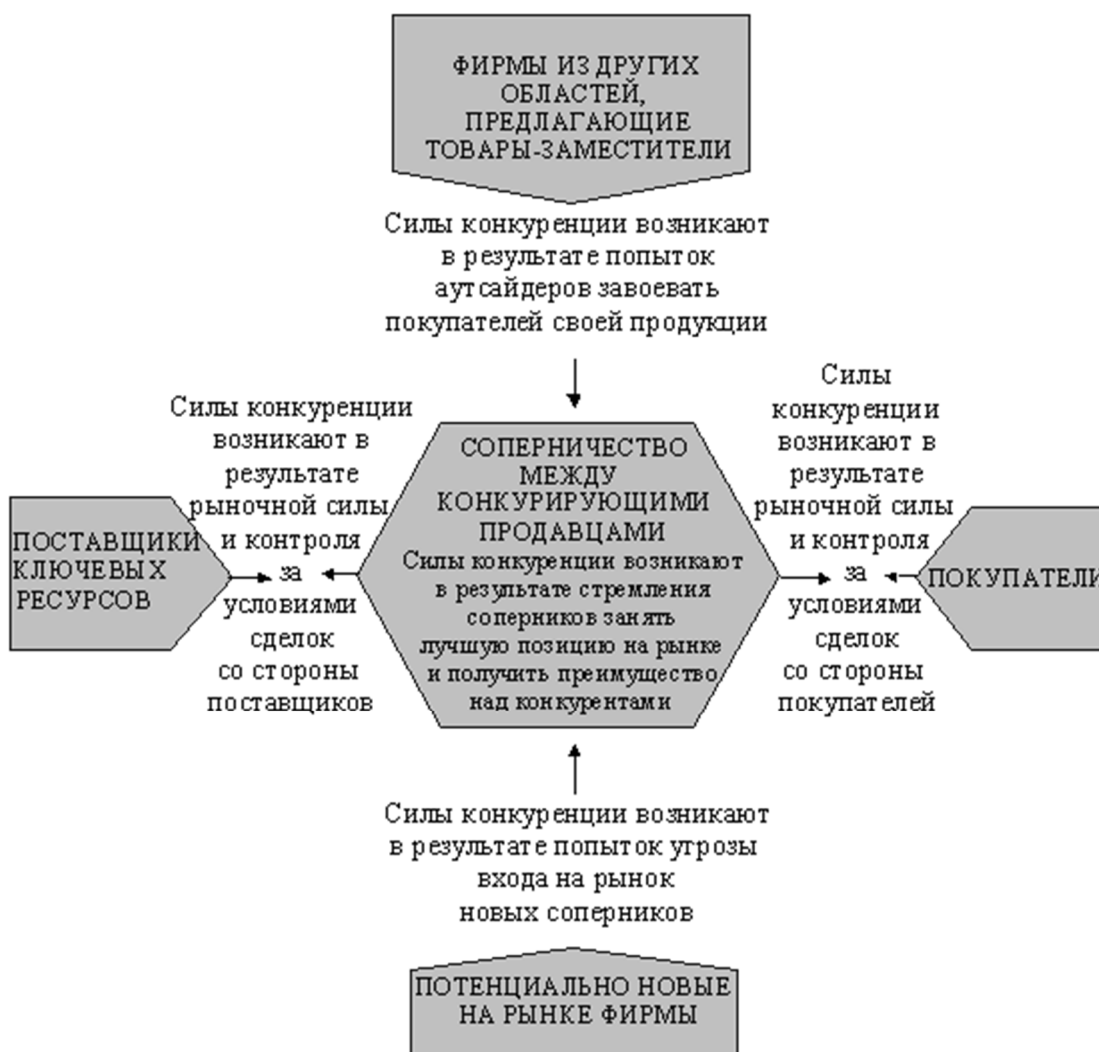 ФИРМЫ ИЗ ДРУГИХ
ОБЛАСТЕЙ,
ПРЕДЛАГАЮЩИЕ
ТОВАРЫ-ЗАМЕСТИТЕЛИ
Силы конкуренции возникают
в результате попыток
аутсайдеров завоевать
покупателей своей продукции
Силы конкуренции
возникают в
результате
рыночной силы
и контроля
за
условиями
сделок
со стороны
поставщиков
ПОСТАВЩИКИ
КЛЮЧЕВЫХ
РЕСУРСОВ
СОПЕРНИЧЕСТВО
МЕЖДУ
КОНКУРИРУЮЩИМИ
ПРОДАВЦАМИ
Силы конкуренции возникают
в результате стремления
соперников занять
лучшую позицию на рынке
и получить преимущество
над конкурентами
Силы
конкуренции
возникают в
результате
рыночной силы
и контроля
за
условиями
сделок
со стороны
покупателей
ПОКУПАТЕЛИ
Силы конкуренции возникают
в результате попыток угрозы
входа на рынок
новых соперников
ПОТЕНЦИАЛЬНО НОВЫЕ
НА РЫНКЕ ФИРМЫ